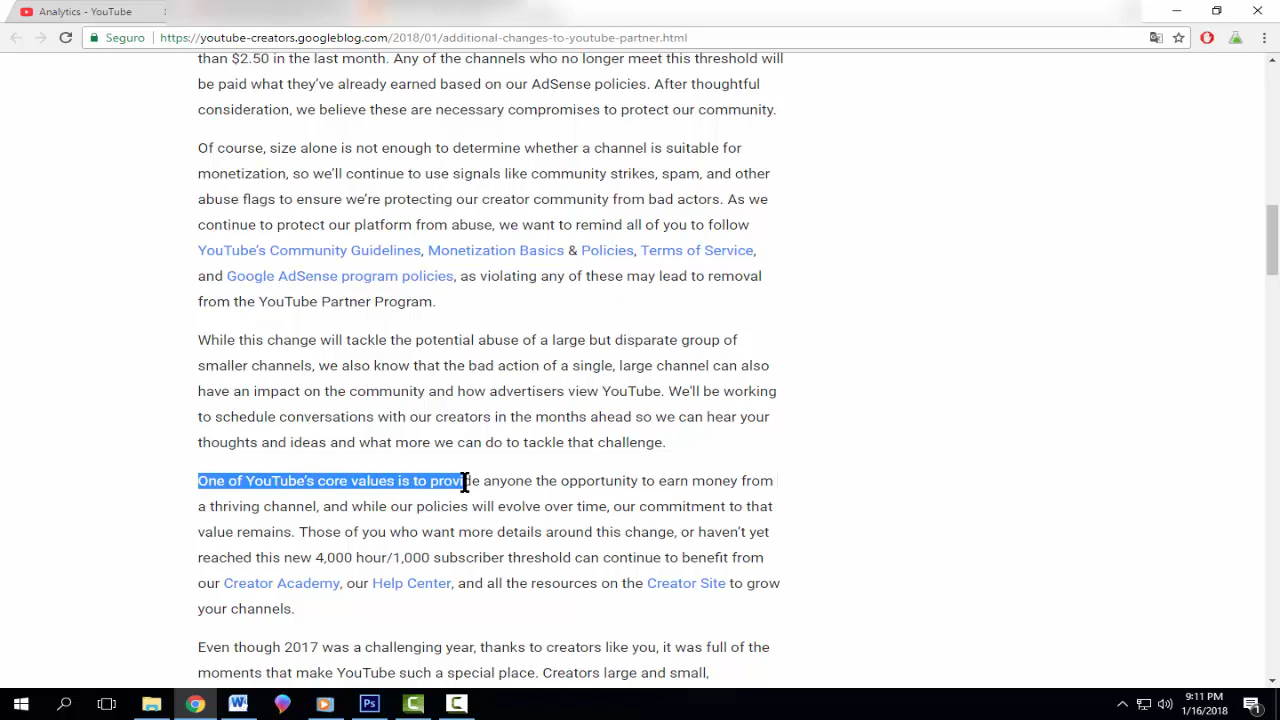 Analytics - YouTube
Seguro
https://youtube-creators.googleblog.com/2018/01/additional-changes-to-youtube-partner.html
than $2.50 in the last month. Any of the channels who no longer meet this threshold will
be paid what they've already earned based on our AdSense policies. After thoughtful
consideration, we believe these are necessary compromises to protect our community.
Of course, size alone is not enough to determine whether a channel is suitable for
monetization, so we'll continue to use signals like community strikes, spam, and other
abuse flags to ensure we're protecting our creator community from bad actors. As we
continue to protect our platform from abuse, we want to remind all of you to follow
YouTube's Community Guidelines, Monetization Basics & Policies, Terms of Service,
and Google AdSense program policies, as violating any of these may lead to removal
from the YouTube Partner Program.
While this change will tackle the potential abuse of a large but disparate group of
smaller channels, we also know that the bad action of a single, large channel can also
have an impact on the community and how advertisers view YouTube. We'll be working
to schedule conversations with our creators in the months ahead so we can hear your
thoughts and ideas and what more we can do to tackle that challenge.
One of YouTube's core values is to provide anyone the opportunity to earn money from
a thriving channel, and while our policies will evolve over time, our commitment to that
value remains. Those of you who want more details around this change, or haven't yet
reached this new 4,000 hour/1,000 subscriber threshold can continue to benefit from
our Creator Academy, our Help Center, and all the resources on the Creator Site to grow
your channels.
Even though 2017 was a challenging year, thanks to creators like you, it was full of the
moments that make YouTube such a special place. Creators large and small,
9:11 PM
1/16/2018